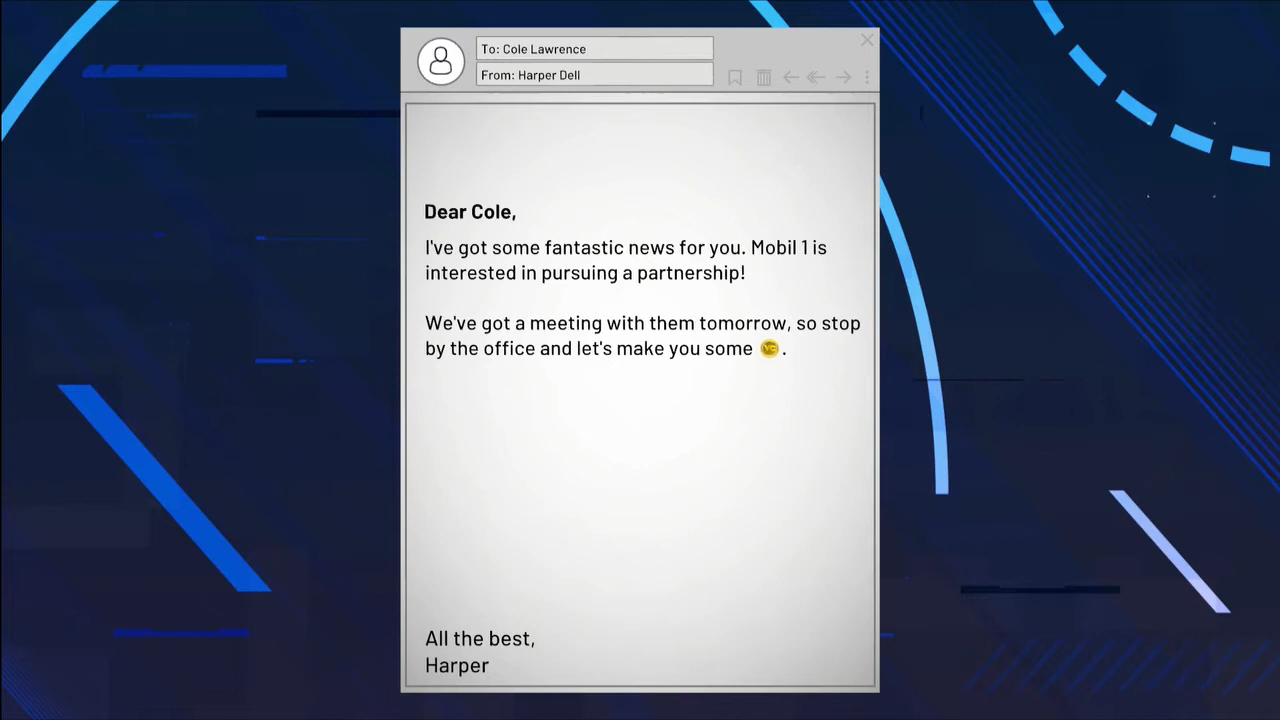 To: Cole Lawrence
From: Harper Dell
Dear Cole,
I've got some fantastic news for you. Mobil 1 is
interested in pursuing a partnership!
We've got a meeting with them tomorrow, so stop
by the office and let's make you some VC.
All the best,
Harper